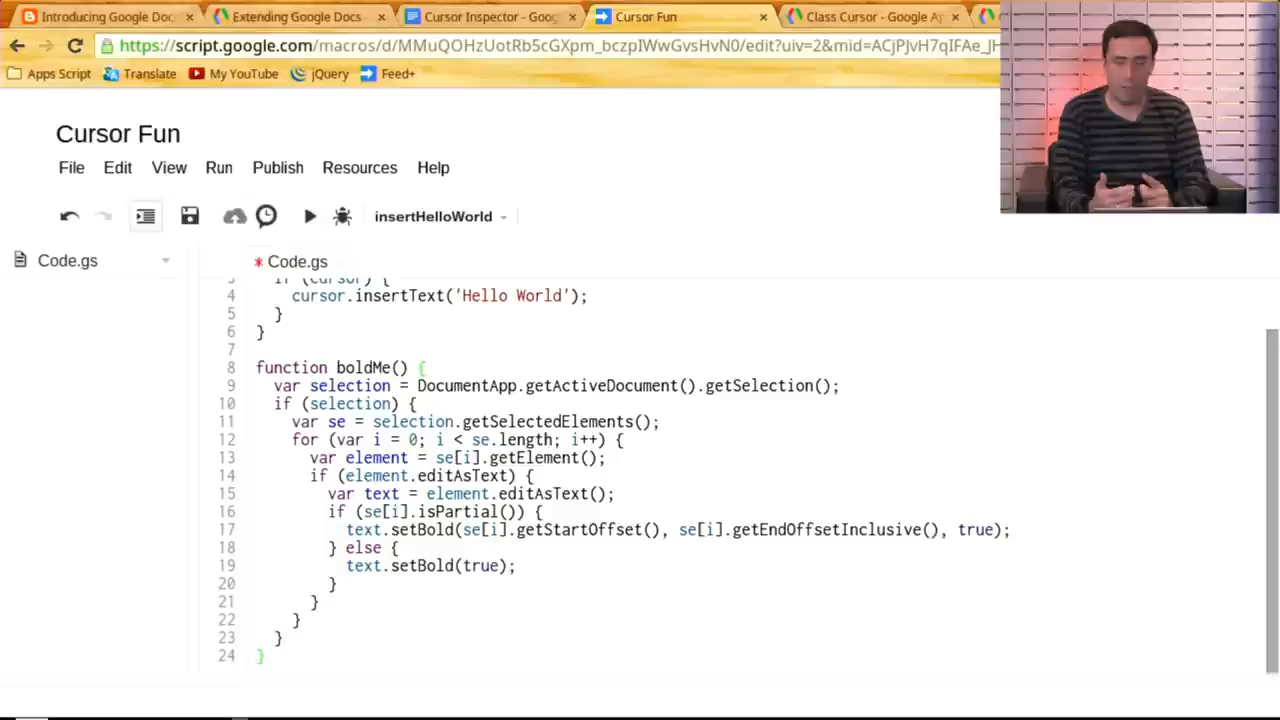 Introducing Google Doc
Extending Google Docs
Cursor Inspector - Goog
Cursor Fun
Class Cursor - Google Ap
https://script.google.com/macros/d/MMuQOHzUotRb5cGXpm_bczpIWwGvsHvN0/edit?uiv=2&mid=ACjPJvH7qIFAe_JH
Apps Script Translate My YouTube jQuery Feed+
Cursor Fun
File Edit View Run Publish Resources Help
insertHelloWorld
Code.gs
* Code.gs
3 if (cursor) {
4 cursor.insertText('Hello World');
5 }
6 }
7
8 function boldMe() {
9 var selection = DocumentApp.getActiveDocument().getSelection();
10 if (selection) {
11 var se = selection.getSelectedElements();
12 for (var i = 0; i < se.length; i++) {
13 var element = se[i].getElement();
14 if (element.editAsText) {
15 var text = element.editAsText();
16 if (se[i].isPartial()) {
17 text.setBold(se[i].getStartOffset(), se[i].getEndOffsetInclusive(), true);
18 } else {
19 text.setBold(true);
20 }
21 }
22 }
23 }
24 }